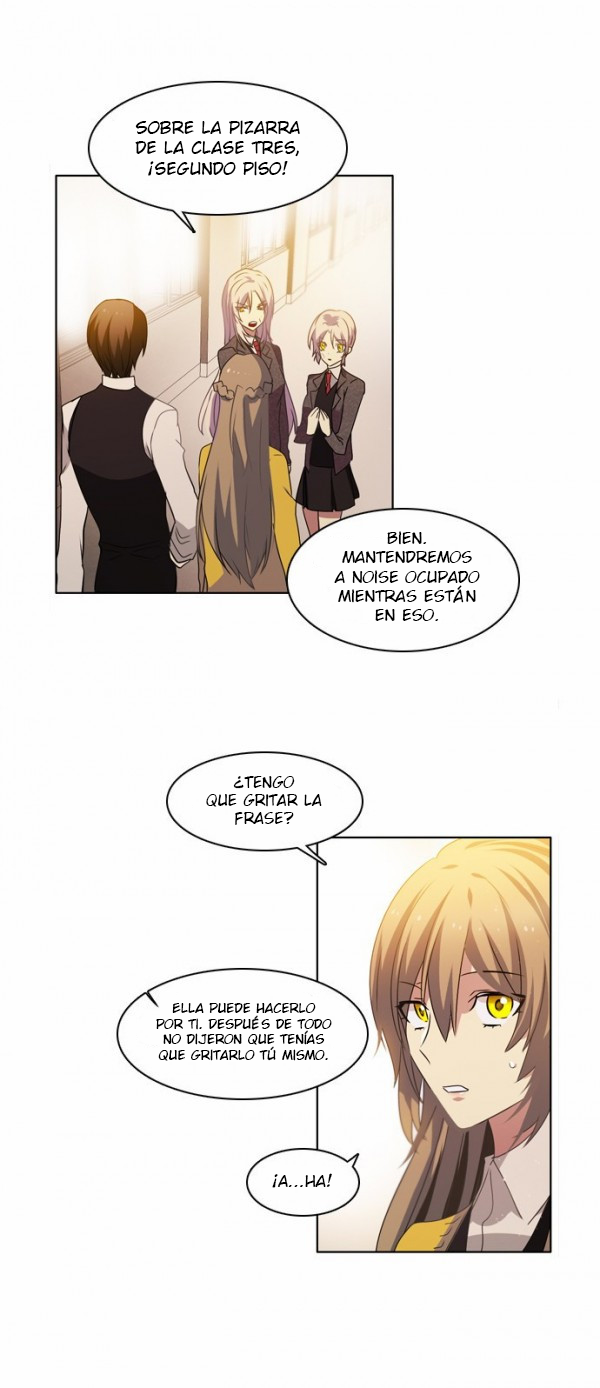 SOBRE LA PIZARRA
DE LA CLASE TRES,
¡SEGUNDO PISO!
BIEN.
MANTENDREMOS
A NOISE OCUPADO
MIENTRAS ESTÁN
EN ESO.
¿TENGO
QUE GRITAR LA
FRASE?
ELLA PUEDE HACERLO
POR TI. DESPUÉS DE TODO
NO DIJERON QUE TENÍAS
QUE GRITARLO TÚ MISMO.
¡A...HA!